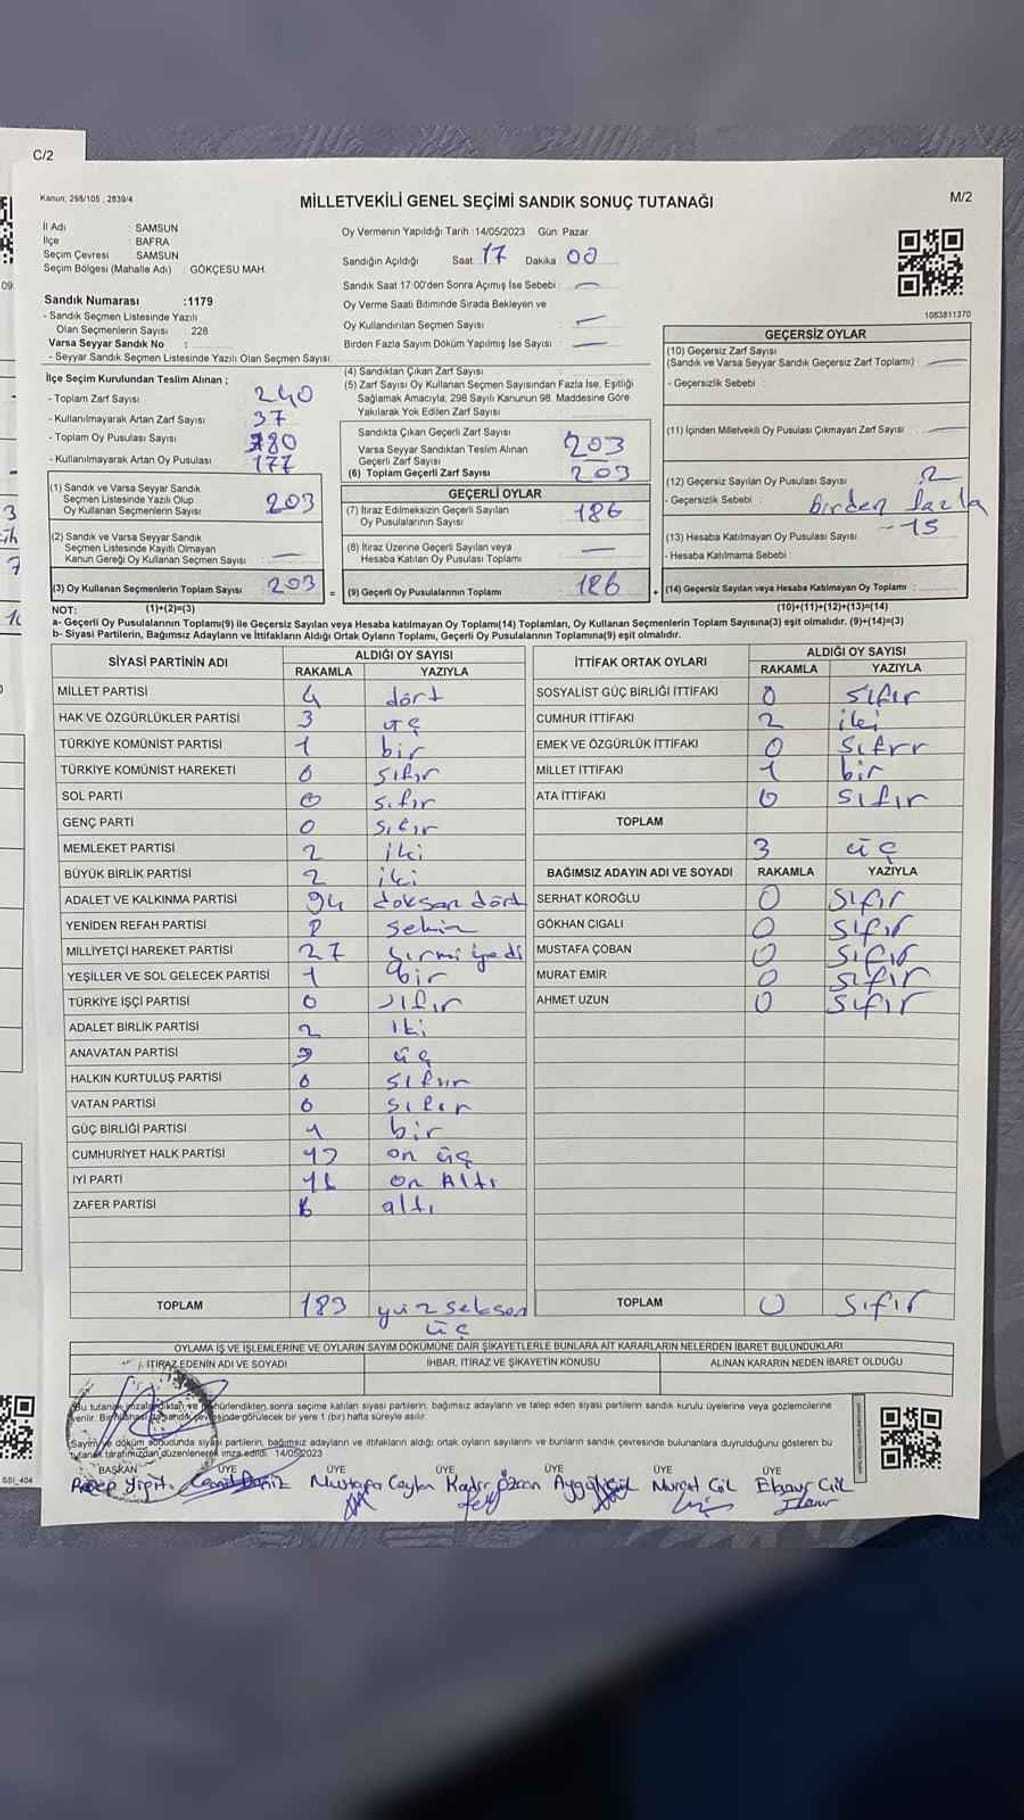 C/2
Kanun: 298/105 , 2839/4
MİLLETVEKİLİ GENEL SEÇİMİ SANDIK SONUÇ TUTANAĞI
M/2
İl Adı : SAMSUN
İlçe : BAFRA
Seçim Çevresi : SAMSUN
Seçim Bölgesi (Mahalle Adı) : GÖKÇESU MAH.
Oy Vermenin Yapıldığı Tarih :14/05/2023 Gün: Pazar
Sandığın Açıldığı Saat 17 Dakika 00
Sandık Saat 17:00'den Sonra Açımış İse Sebebi :
Oy Verme Saati Bitiminde Sırada Bekleyen ve
Oy Kullandırılan Seçmen Sayısı :
Birden Fazla Sayım Döküm Yapılmış İse Sayısı :
1083811370
Sandık Numarası :1179
- Sandık Seçmen Listesinde Yazılı
Olan Seçmenlerin Sayısı : 228
Varsa Seyyar Sandık No :
- Seyyar Sandık Seçmen Listesinde Yazılı Olan Seçmen Sayısı:
İlçe Seçim Kurulundan Teslim Alınan ;
- Toplam Zarf Sayısı : 240
- Kullanılmayarak Artan Zarf Sayısı : 37
- Toplam Oy Pusulası Sayısı : 380
- Kullanılmayarak Artan Oy Pusulası : 177
(1) Sandık ve Varsa Seyyar Sandık
Seçmen Listesinde Yazılı Olup
Oy Kullanan Seçmenlerin Sayısı : 203
(2) Sandık ve Varsa Seyyar Sandık
Seçmen Listesinde Kayıtlı Olmayan
Kanun Gereği Oy Kullanan Seçmen Sayısı :
(3) Oy Kullanan Seçmenlerin Toplam Sayısı : 203
(4) Sandıktan Çıkan Zarf Sayısı :
(5) Zarf Sayısı Oy Kullanan Seçmen Sayısından Fazla İse, Eşitliği
Sağlamak Amacıyla, 298 Sayılı Kanunun 98. Maddesine Göre
Yakılarak Yok Edilen Zarf Sayısı :
Sandıkta Çıkan Geçerli Zarf Sayısı
Varsa Seyyar Sandıktan Teslim Alınan : 203
Geçerli Zarf Sayısı
(6) Toplam Geçerli Zarf Sayısı : 203
GEÇERLİ OYLAR
(7) İtiraz Edilmeksizin Geçerli Sayılan : 186
Oy Pusulalarının Sayısı
(8) İtiraz Üzerine Geçerli Sayılan veya
Hesaba Katılan Oy Pusulası Toplamı :
= (9) Geçerli Oy Pusulalarının Toplamı : 186
GEÇERSİZ OYLAR
(10) Geçersiz Zarf Sayısı
(Sandık ve Varsa Seyyar Sandık Geçersiz Zarf Toplamı) :
- Geçersizlik Sebebi :
(11) İçinden Milletvekili Oy Pusulası Çıkmayan Zarf Sayısı :
(12) Geçersiz Sayılan Oy Pusulası Sayısı : 2
- Geçersizlik Sebebi : birden fazla
(13) Hesaba Katılmayan Oy Pusulası Sayısı : -15
- Hesaba Katılmama Sebebi :
+ (14) Geçersiz Sayılan veya Hesaba Katılmayan Oy Toplamı :
NOT: (1)+(2)=(3) (10)+(11)+(12)+(13)=(14)
a- Geçerli Oy Pusulalarının Toplamı(9) ile Geçersiz Sayılan veya Hesaba katılmayan Oy Toplamı(14) Toplamları, Oy Kullanan Seçmenlerin Toplam Sayısına(3) eşit olmalıdır. (9)+(14)=(3)
b- Siyasi Partilerin, Bağımsız Adayların ve İttifakların Aldığı Ortak Oyların Toplamı, Geçerli Oy Pusulalarının Toplamına(9) eşit olmalıdır.
SİYASİ PARTİNİN ADI ALDIĞI OY SAYISI
RAKAMLA YAZIYLA
MİLLET PARTİSİ 4 dört
HAK VE ÖZGÜRLÜKLER PARTİSİ 3 üç
TÜRKİYE KOMÜNİST PARTİSİ 1 bir
TÜRKİYE KOMÜNİST HAREKETİ 0 sıfır
SOL PARTİ 0 sıfır
GENÇ PARTİ 0 sıfır
MEMLEKET PARTİSİ 2 iki
BÜYÜK BİRLİK PARTİSİ 2 iki
ADALET VE KALKINMA PARTİSİ 94 doksan dört
YENİDEN REFAH PARTİSİ 8 sekiz
MİLLİYETÇİ HAREKET PARTİSİ 27 yirmi yedi
YEŞİLLER VE SOL GELECEK PARTİSİ 1 bir
TÜRKİYE İŞÇİ PARTİSİ 0 sıfır
ADALET BİRLİK PARTİSİ 2 iki
ANAVATAN PARTİSİ 3 üç
HALKIN KURTULUŞ PARTİSİ 0 sıfır
VATAN PARTİSİ 0 sıfır
GÜÇ BİRLİĞİ PARTİSİ 1 bir
CUMHURİYET HALK PARTİSİ 13 on üç
İYİ PARTİ 16 on Altı
ZAFER PARTİSİ 6 altı
TOPLAM 183 yüz seksen
üç
İTTİFAK ORTAK OYLARI ALDIĞI OY SAYISI
RAKAMLA YAZIYLA
SOSYALİST GÜÇ BİRLİĞİ İTTİFAKI 0 sıfır
CUMHUR İTTİFAKI 2 iki
EMEK VE ÖZGÜRLÜK İTTİFAKI 0 sıfır
MİLLET İTTİFAKI 1 bir
ATA İTTİFAKI 0 sıfır
TOPLAM
3 üç
BAĞIMSIZ ADAYIN ADI VE SOYADI RAKAMLA YAZIYLA
SERHAT KÖROĞLU 0 sıfır
GÖKHAN CIGALI 0 sıfır
MUSTAFA ÇOBAN 0 sıfır
MURAT EMİR 0 sıfır
AHMET UZUN 0 sıfır
TOPLAM 0 sıfır
OYLAMA İŞ VE İŞLEMLERİNE VE OYLARIN SAYIM DÖKÜMÜNE DAİR ŞİKAYETLERLE BUNLARA AİT KARARLARIN NELERDEN İBARET BULUNDUKLARI
İTİRAZ EDENİN ADI VE SOYADI İHBAR, İTİRAZ VE ŞİKAYETİN KONUSU ALINAN KARARIN NEDEN İBARET OLDUĞU
Bu tutanak imzalandıktan ve mühürlendikten sonra seçime katılan siyasi partilerin, bağımsız adayların ve talep eden siyasi partilerin sandık kurulu üyelerine veya gözlemcilerine
verilir. Bir nüshası da sandık çevresinde görülecek bir yere 1 (bir) hafta süreyle asılır.
Sayım ve döküm sonucunda siyasi partilerin, bağımsız adayların ve ittifakların aldığı ortak oyların sayılarını ve bunların sandık çevresinde bulunanlara duyrulduğunu gösteren bu
tutanak tarafımızdan düzenlenerek imza edildi. 14/05/2023
BAŞKAN ÜYE ÜYE ÜYE ÜYE ÜYE ÜYE
Recep Yiğit Mustafa Ceylan Kadir Özcan Aygül Gül Murat Gül